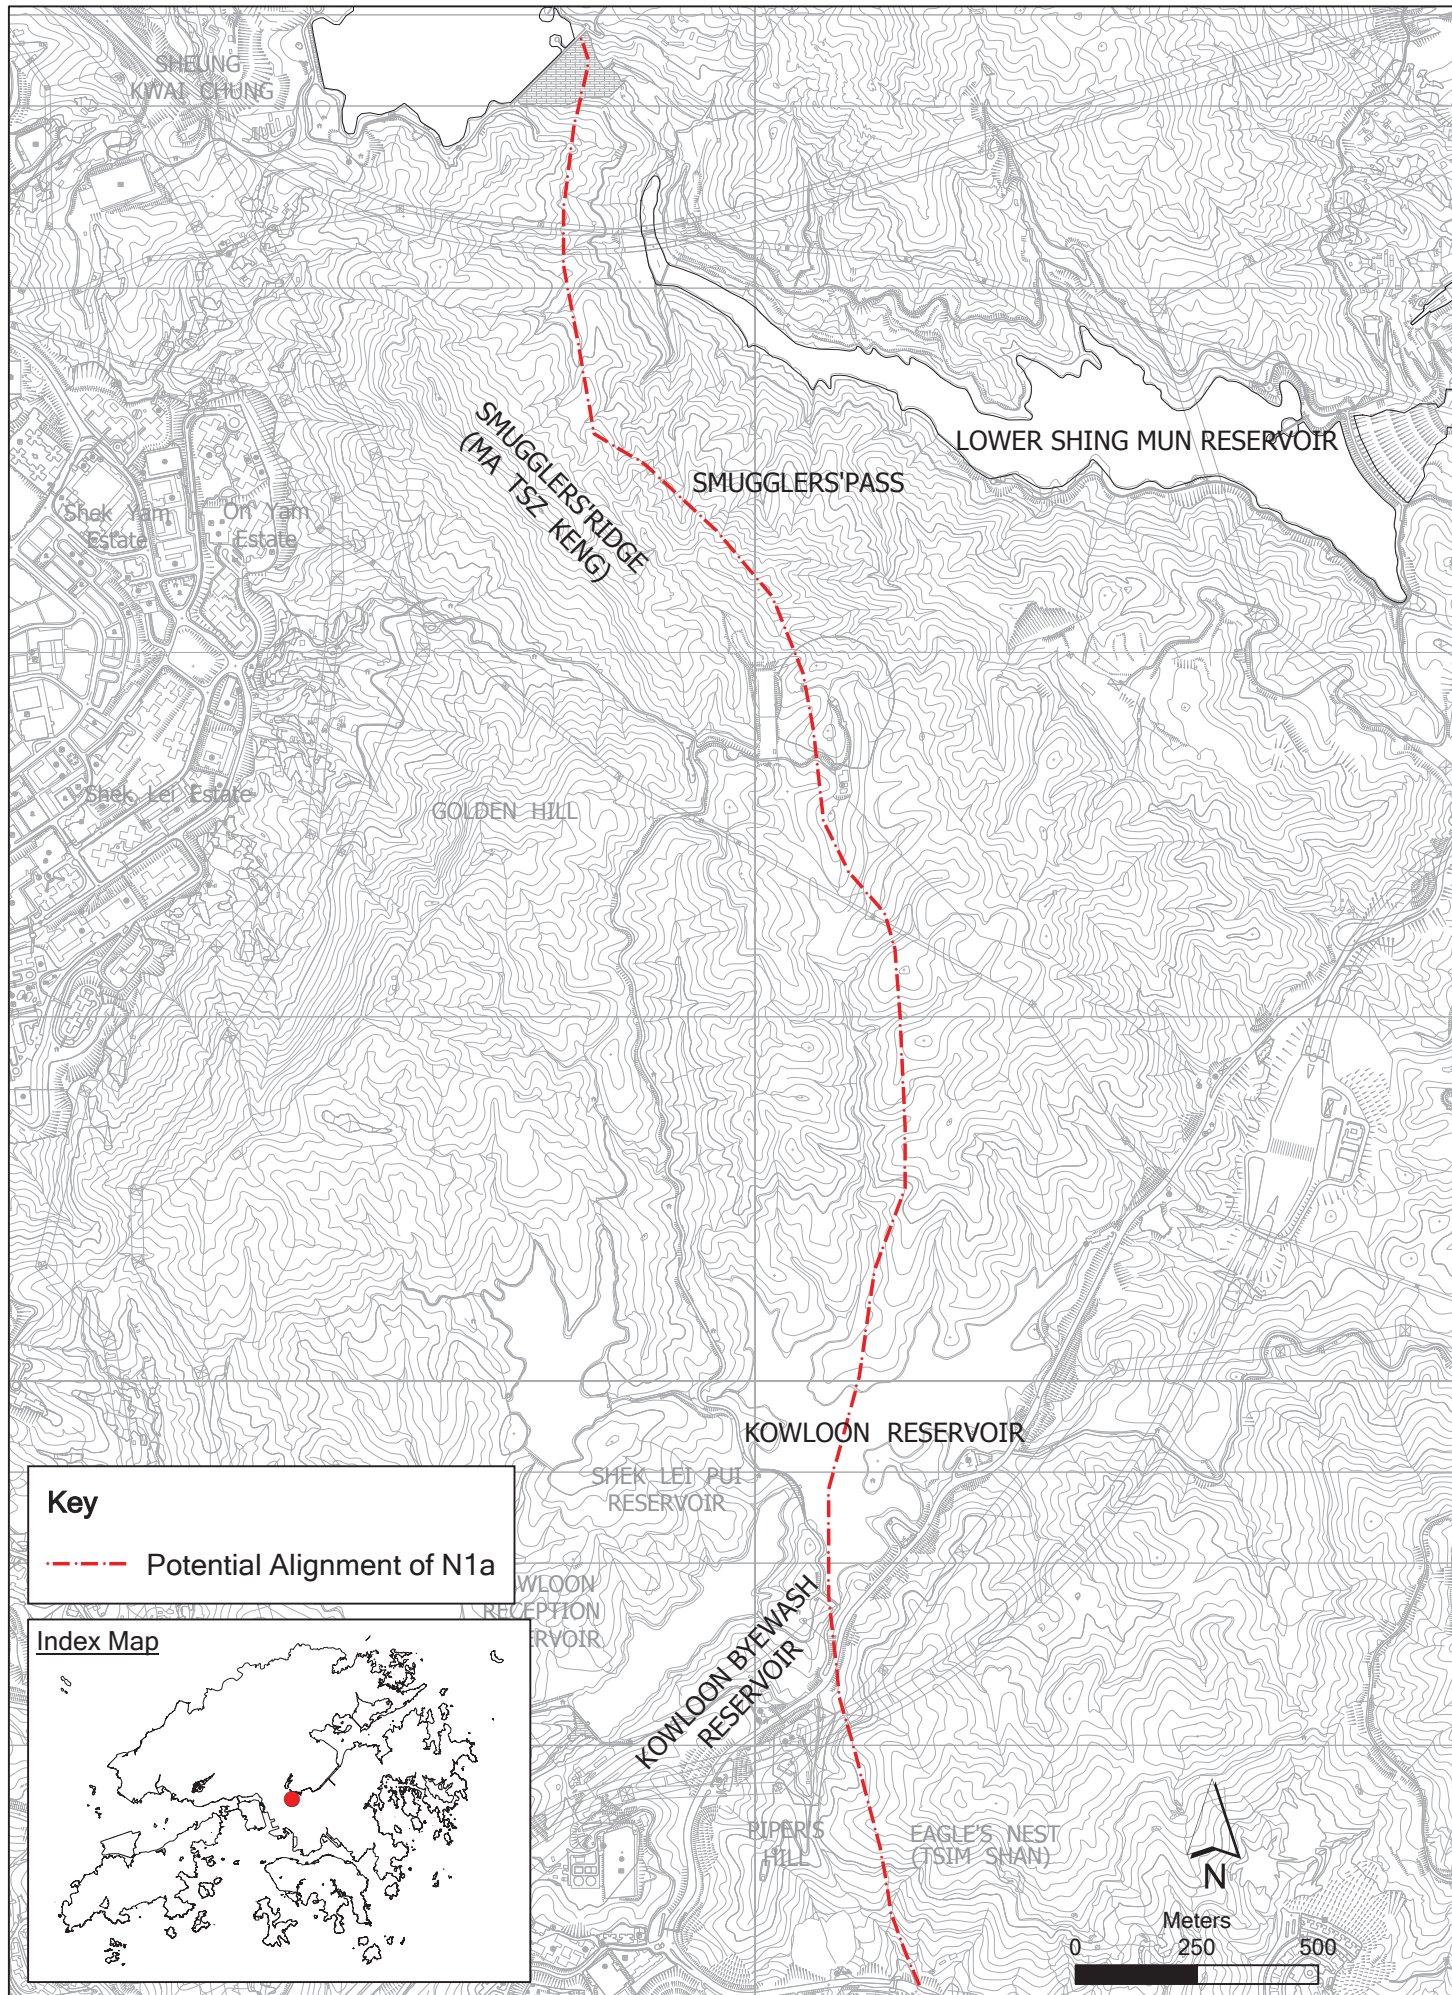 SHEUNG
KWAI CHUNG
LOWER SHING MUN RESERVOIR
SMUGGLERS'PASS
SMUGGLERS'RIDGE
(MA TSZ KENG)
Shek Yam
Estate
On Yam
Estate
Shek Lei Estate
GOLDEN HILL
KOWLOON RESERVOIR
SHEK LEI PUI
RESERVOIR
Key
Potential Alignment of N1a
WLOON
RECEPTION
ERVOIR
KOWLOON BYEWASH
RESERVOIR
Index Map
PIPER'S
HILL
EAGLE'S NEST
(TSIM SHAN)
N
Meters
0 250 500